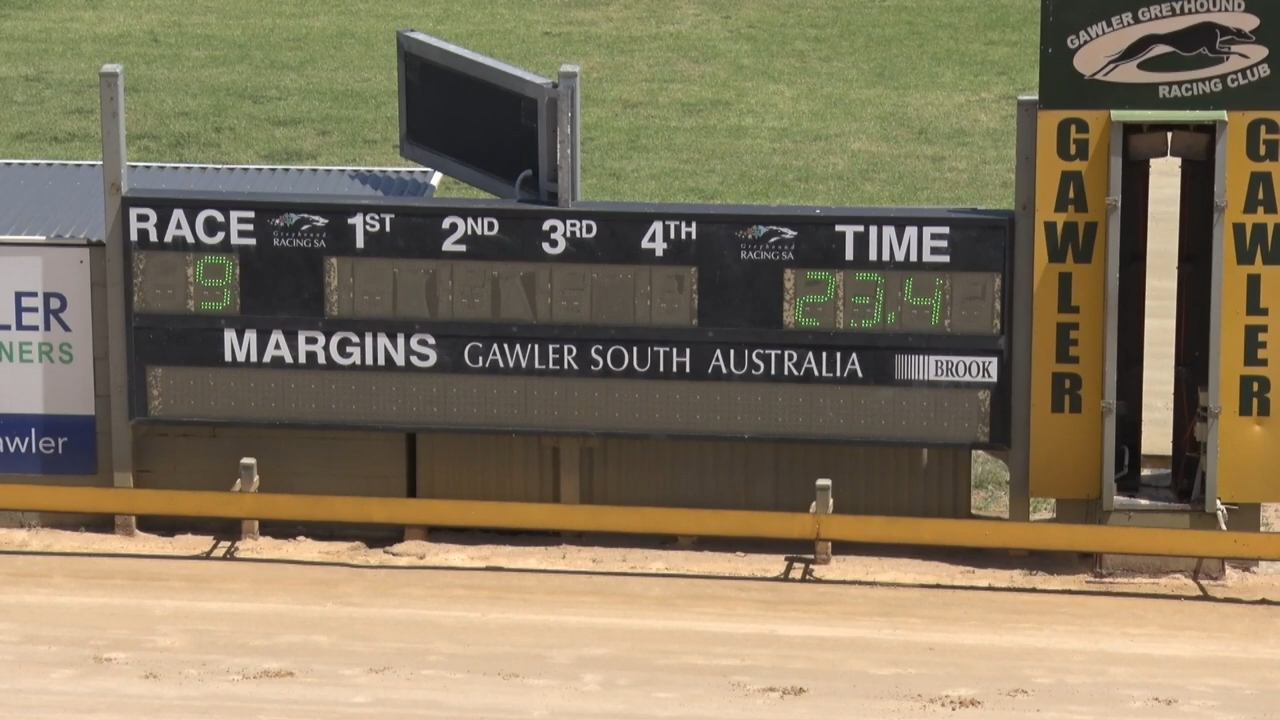 GAWLER GREYHOUND
RACING CLUB
RACE
Greyhound
RACING SA
1ST
2ND
3RD
4TH
Greyhound
RACING SA
TIME
9
23.4
MARGINS
GAWLER SOUTH AUSTRALIA
BROOK
GAWLER
GAWLER
LER
NERS
awler